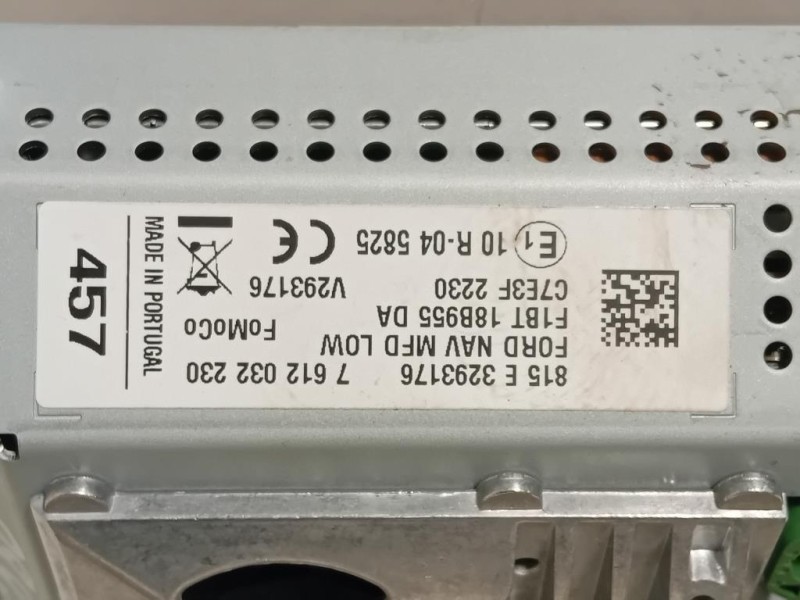 815 E 3293176 7 612 032 230
FORD NAV MFD LOW
F1BT 18B955 DA FoMoCo
C7E3F 2230 V293176
E1 10 R-04 5825 CE
MADE IN PORTUGAL
457